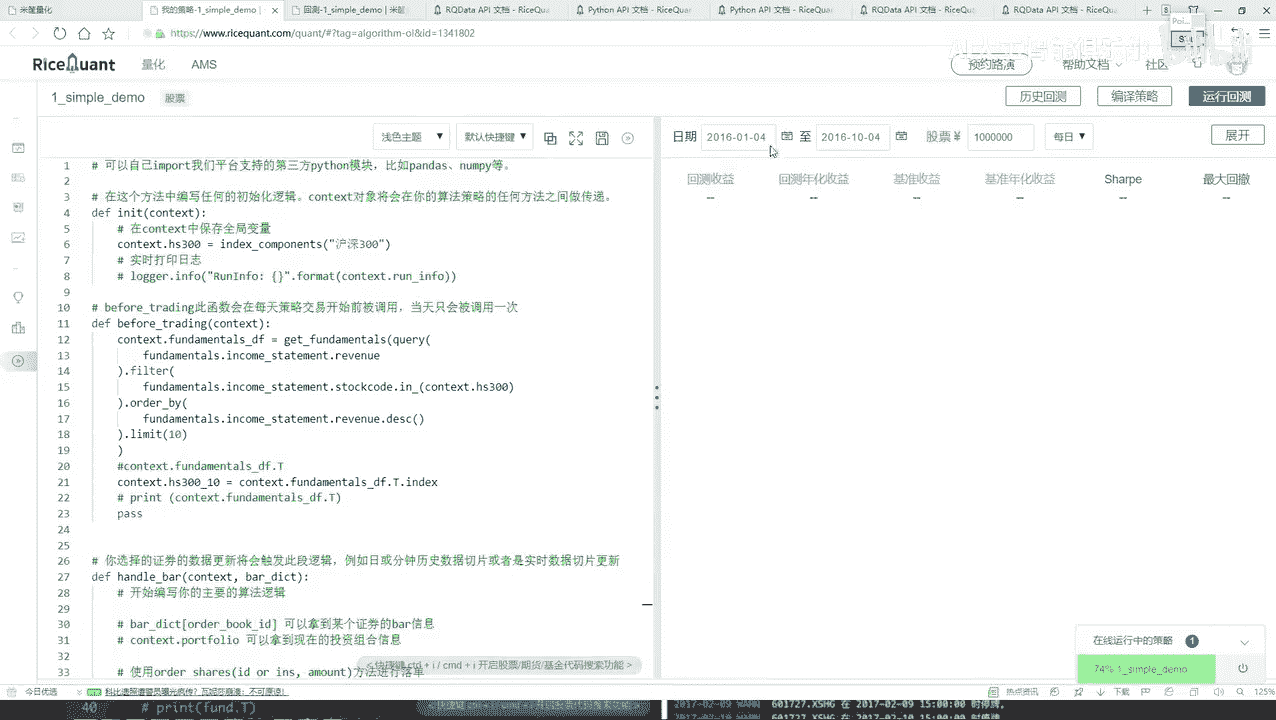 米筐量化
我的策略-1_simple_demo |
回测-1_simple_demo | 米筐
RQData API 文档 - RiceQu
Python API 文档 - RiceQuar
Python API 文档 - RiceQuar
RQData API 文档 - RiceQu
RQData API 文档 - RiceQu
https://www.ricequant.com/quant/#?tag=algorithm-ol&id=1341802
RiceQuant
量化
AMS
预约路演
帮助文档
社区
1_simple_demo
股票
历史回测
编译策略
运行回测
浅色主题
默认快捷键
日期
2016-01-04
至
2016-10-04
股票 ¥
1000000
每日
展开
回测收益
回测年化收益
基准收益
基准年化收益
Sharpe
最大回撤
--
--
--
--
--
--
1 # 可以自己import我们平台支持的第三方python模块，比如pandas、numpy等。
2
3 # 在这个方法中编写任何的初始化逻辑。context对象将会在你的算法策略的任何方法之间做传递。
4 def init(context):
5 # 在context中保存全局变量
6 context.hs300 = index_components("沪深300")
7 # 实时打印日志
8 # logger.info("RunInfo: {}".format(context.run_info))
9
10 # before_trading此函数会在每天策略交易开始前被调用，当天只会被调用一次
11 def before_trading(context):
12 context.fundamentals_df = get_fundamentals(query(
13 fundamentals.income_statement.revenue
14 ).filter(
15 fundamentals.income_statement.stockcode.in_(context.hs300)
16 ).order_by(
17 fundamentals.income_statement.revenue.desc()
18 ).limit(10)
19 )
20 #context.fundamentals_df.T
21 context.hs300_10 = context.fundamentals_df.T.index
22 # print (context.fundamentals_df.T)
23 pass
24
25
26 # 你选择的证券的数据更新将会触发此段逻辑，例如日或分钟历史数据切片或者是实时数据切片更新
27 def handle_bar(context, bar_dict):
28 # 开始编写你的主要的算法逻辑
29
30 # bar_dict[order_book_id] 可以拿到某个证券的bar信息
31 # context.portfolio 可以拿到现在的投资组合信息
32
33 # 使用order_shares(id_or_ins, amount)方法进行落单
ctrl + i / cmd + i 开启股票/期货/基金代码搜索功能 >
在线运行中的策略 1
74% 1_simple_demo
今日优选
热点资讯
下载
125%
40 # print(fund.T)
601727.XSHG 在 2017-02-09 15:00:00 时停牌。
2017-02-10 WARN 601727.XSHG 在 2017-02-10 15:00:00 时停牌